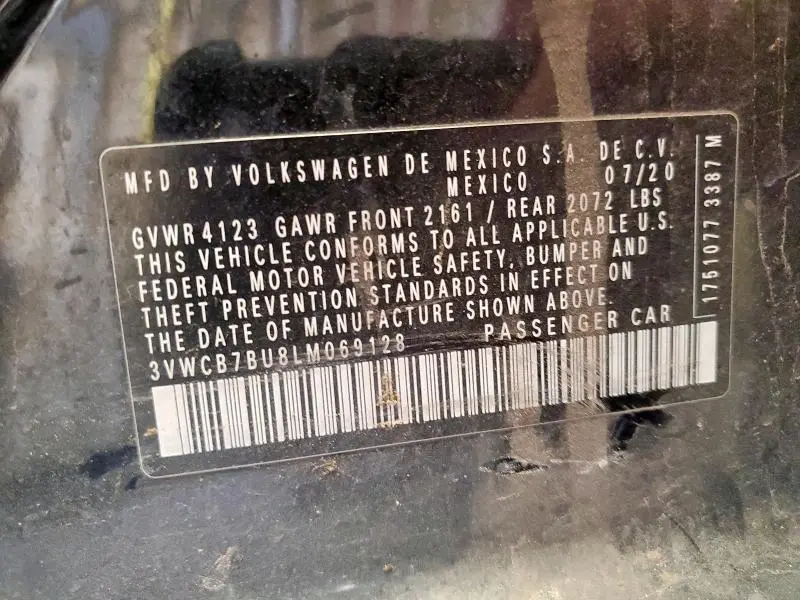 MFD BY VOLKSWAGEN DE MEXICO S.A. DE C.V.
MEXICO 07/20
GVWR 4123 GAWR FRONT 2161 / REAR 2072 LBS
THIS VEHICLE CONFORMS TO ALL APPLICABLE U.S.
FEDERAL MOTOR VEHICLE SAFETY, BUMPER AND
THEFT PREVENTION STANDARDS IN EFFECT ON
THE DATE OF MANUFACTURE SHOWN ABOVE.
3VWCB7BU8LM069128 PASSENGER CAR
1751077 3387 M